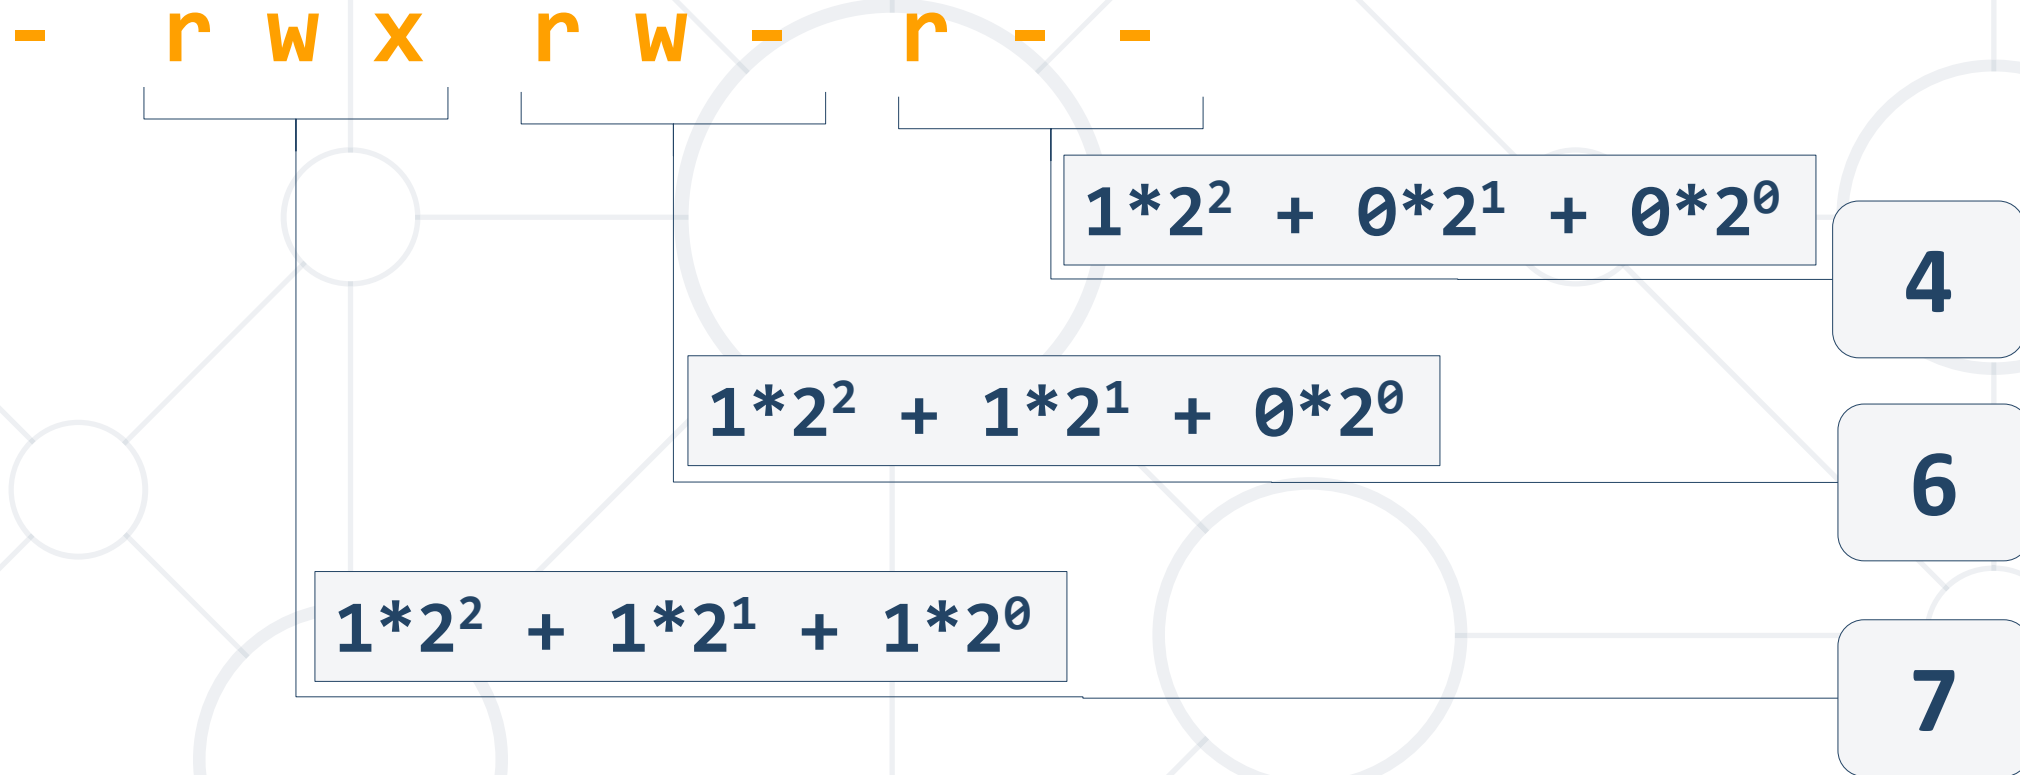 - r w x r w - r - -
1*2² + 0*2¹ + 0*2⁰
4
1*2² + 1*2¹ + 0*2⁰
6
1*2² + 1*2¹ + 1*2⁰
7